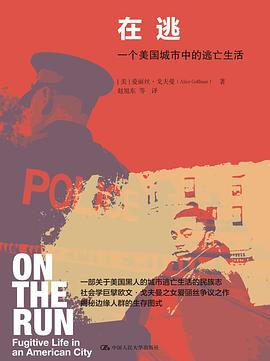 在 逃
一个美国城市中的逃亡生活
[美] 爱丽丝·戈夫曼（Alice Goffman） 著
赵旭东 等 译
POLICE
ON
THE
RUN
Fugitive Life in
an American City
一部关于美国黑人的城市逃亡生活的民族志
社会学巨擘欧文·戈夫曼之女爱丽丝争议之作
揭秘边缘人群的生存图式
中国人民大学出版社